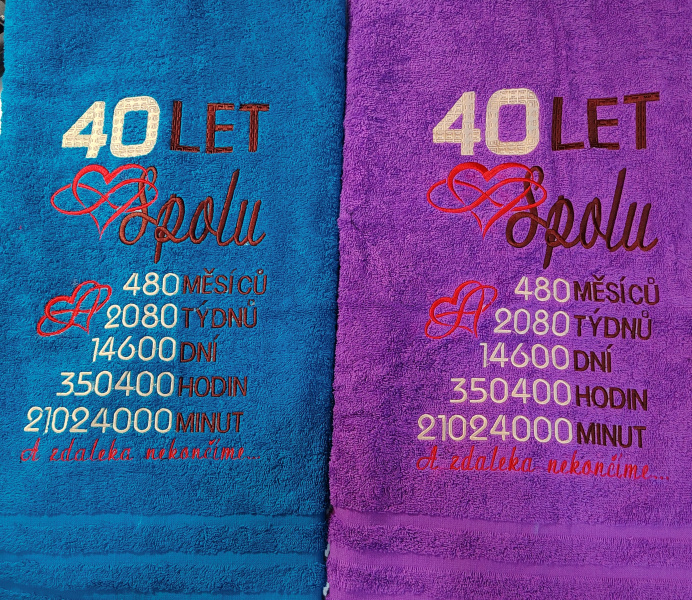 40 LET
Spolu
480 MĚSÍCŮ
A
2080 TÝDNŮ
14600 DNÍ
350400 HODIN
21024000 MINUT
A zdaleka nekončíme...
40 LET
Spolu
480 MĚSÍCŮ
A
2080 TÝDNŮ
14600 DNÍ
350400 HODIN
21024000 MINUT
A zdaleka nekončíme...